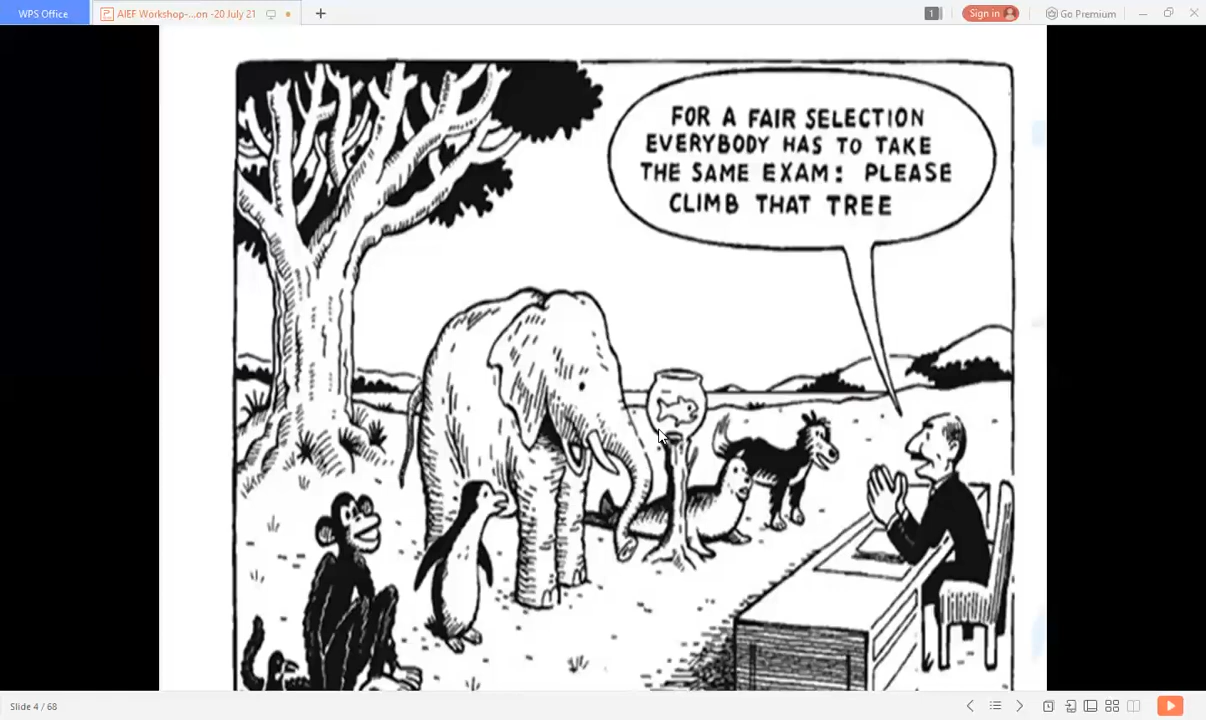 WPS Office
AIEF Workshop-...on -20 July 21
1
Sign in
Go Premium
FOR A FAIR SELECTION
EVERYBODY HAS TO TAKE
THE SAME EXAM: PLEASE
CLIMB THAT TREE
Slide 4 / 68